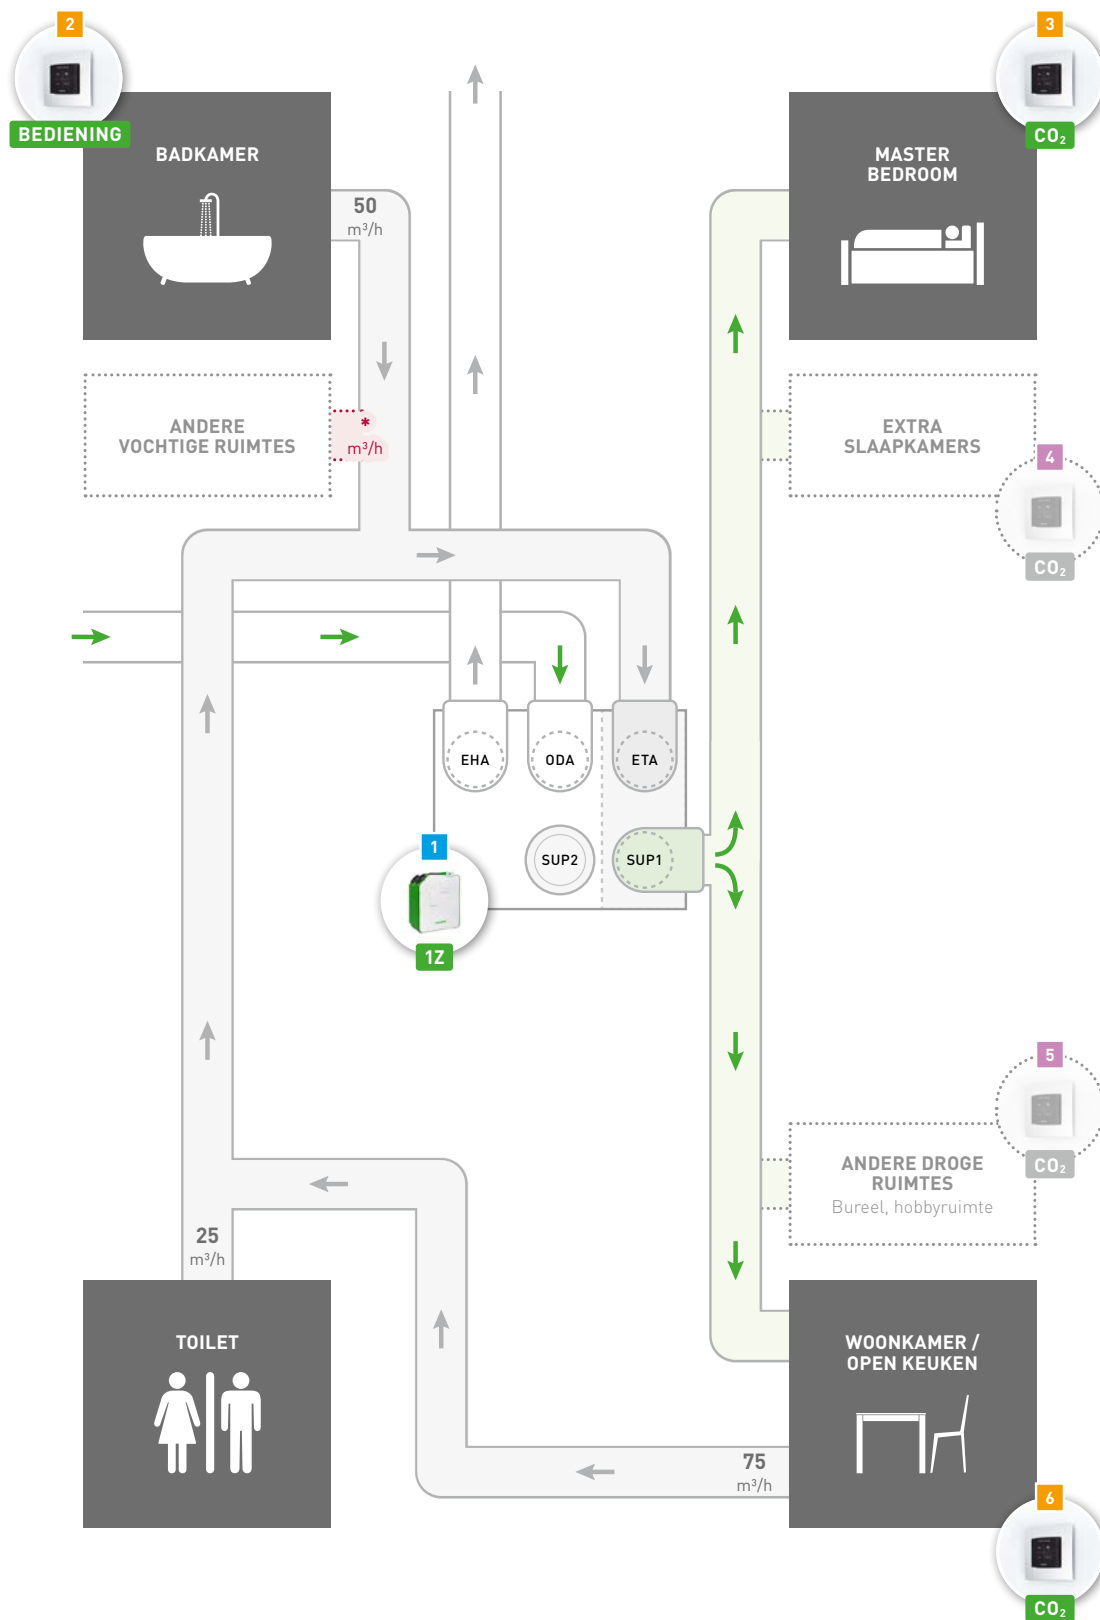 2
BEDIENING
BADKAMER
50
m³/h
3
CO₂
MASTER
BEDROOM
ANDERE
VOCHTIGE RUIMTES
*
m³/h
EXTRA
SLAAPKAMERS
4
CO₂
EHA
ODA
ETA
SUP2
SUP1
1
1Z
5
CO₂
ANDERE DROGE
RUIMTES
Bureel, hobbyruimte
25
m³/h
TOILET
WOONKAMER /
OPEN KEUKEN
75
m³/h
6
CO₂